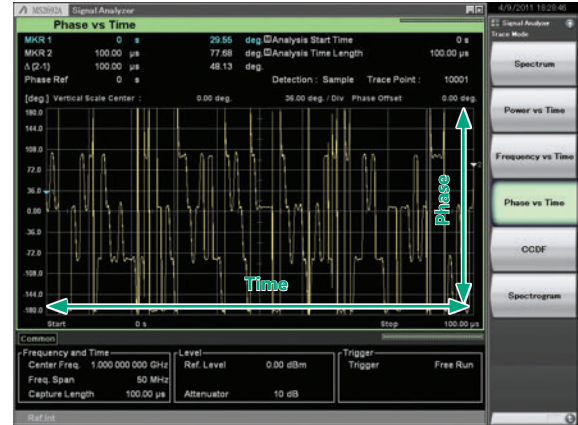 MS2692A Signal Analyzer
4/9/2011 18:28:46
Phase vs Time
MKR 1 0 s 29.55 deg. Analysis Start Time 0 s
MKR 2 100.00 µs 77.68 deg. Analysis Time Length 100.00 µs
Δ (2-1) 100.00 µs 48.13 deg.
Phase Ref 0 s Detection : Sample Trace Point : 10001
[deg.] Vertical Scale Center : 0.00 deg. 36.00 deg. / Div Phase Offset 0.00 deg.
180.0
144.0
108.0
72.0
36.0
0.00
-36.0
-72.0
-108.0
-144.0
-180.0
2
Phase
Time
Start 0 s Stop 100.00 µs
Common
Frequency and Time
Center Freq. 1.000 000 000 GHz
Freq. Span 50 MHz
Capture Length 100.00 µs
Level
Ref. Level 0.00 dBm
Attenuator 10 dB
Trigger
Trigger Free Run
Ref.Int
Signal Analyzer
Trace Mode
Spectrum
Power vs Time
Frequency vs Time
Phase vs Time
CCDF
Spectrogram